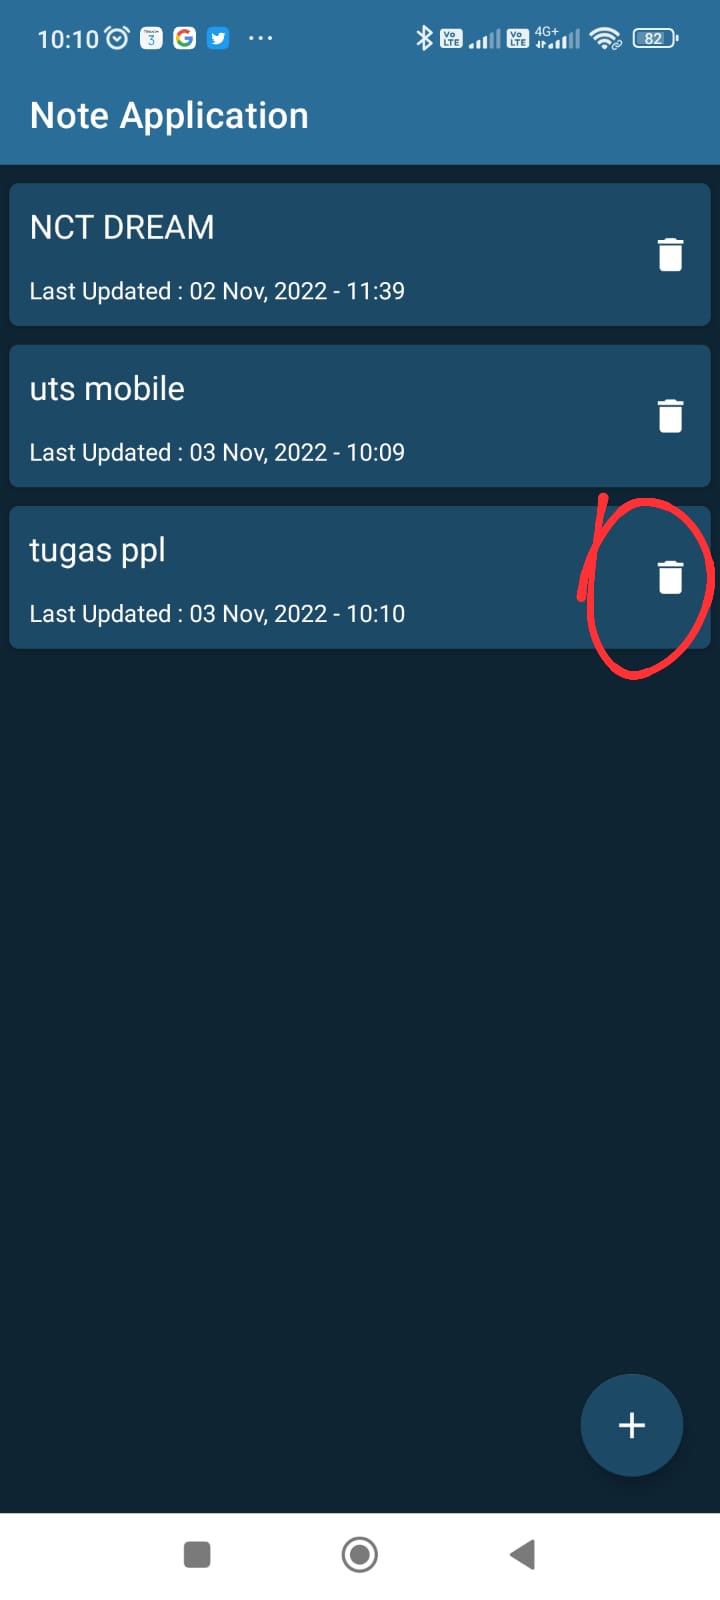 10:10 3 Vo LTE Vo LTE 4G+ 82
Note Application
NCT DREAM
Last Updated : 02 Nov, 2022 - 11:39
uts mobile
Last Updated : 03 Nov, 2022 - 10:09
tugas ppl
Last Updated : 03 Nov, 2022 - 10:10